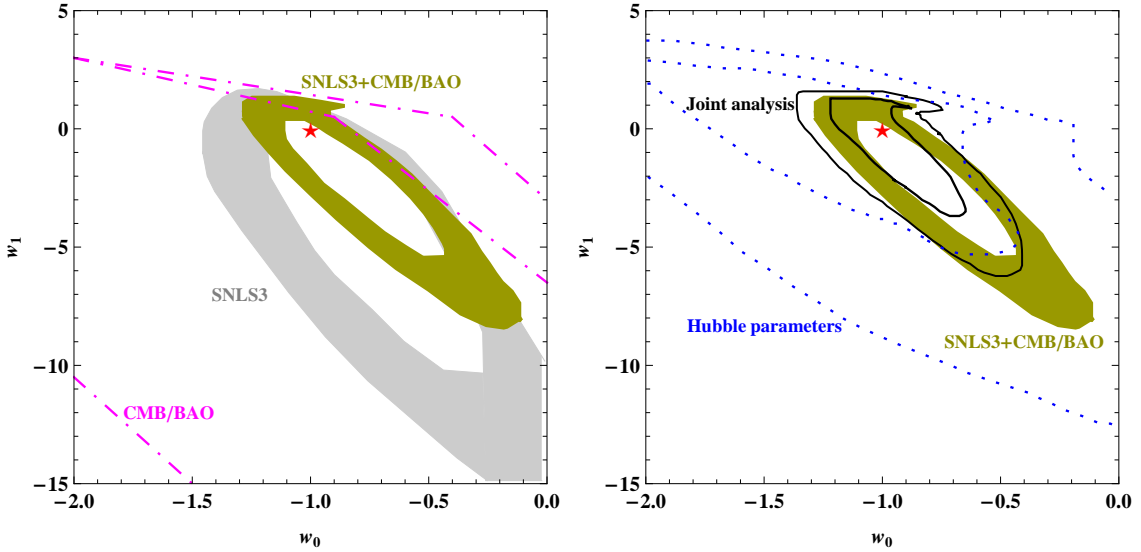 5
0
−5
−10
−15
w1
−2.0
−1.5
−1.0
−0.5
0.0
w0
SNLS3+CMB/BAO
SNLS3
CMB/BAO
5
0
−5
−10
−15
w1
−2.0
−1.5
−1.0
−0.5
0.0
w0
Joint analysis
Hubble parameters
SNLS3+CMB/BAO